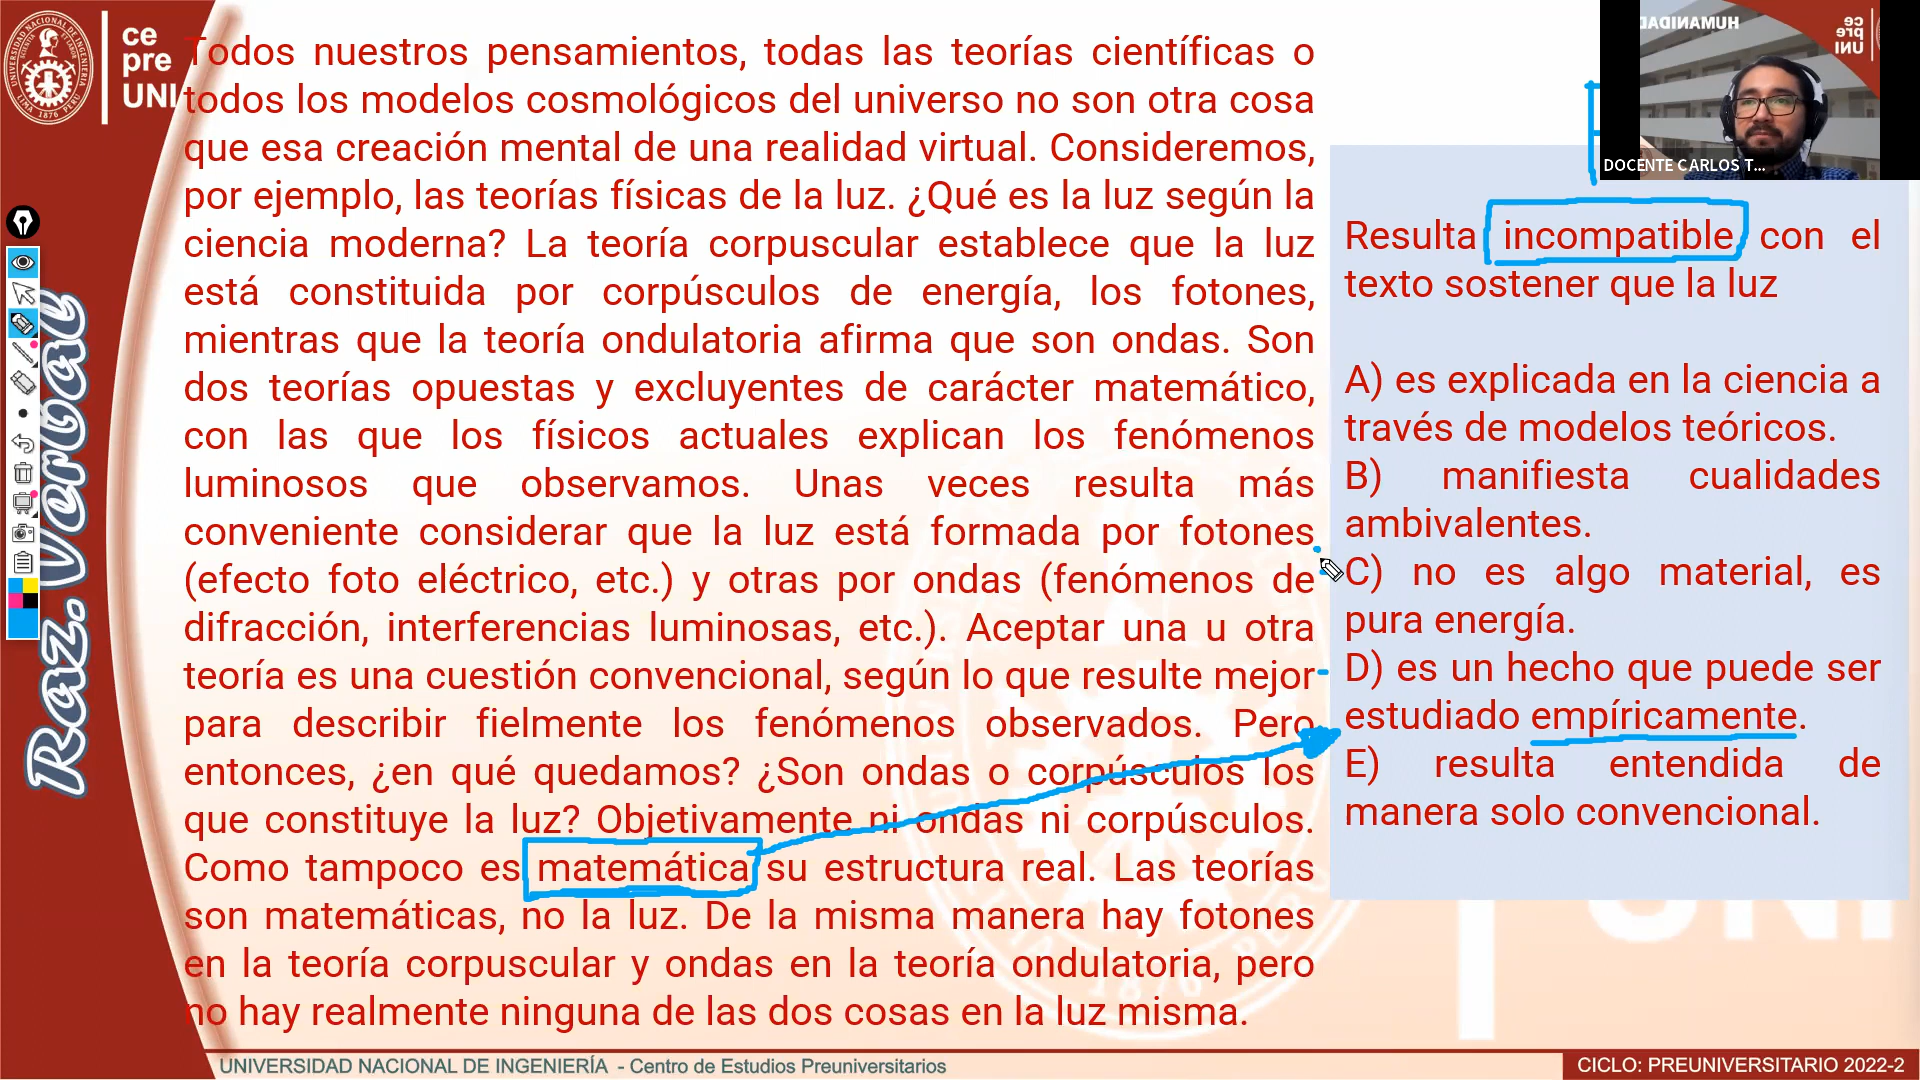 ce
pre
UNI
Todos nuestros pensamientos, todas las teorías científicas o
todos los modelos cosmológicos del universo no son otra cosa
que esa creación mental de una realidad virtual. Consideremos,
por ejemplo, las teorías físicas de la luz. ¿Qué es la luz según la
ciencia moderna? La teoría corpuscular establece que la luz
está constituida por corpúsculos de energía, los fotones,
mientras que la teoría ondulatoria afirma que son ondas. Son
dos teorías opuestas y excluyentes de carácter matemático,
con las que los físicos actuales explican los fenómenos
luminosos que observamos. Unas veces resulta más
conveniente considerar que la luz está formada por fotones
(efecto foto eléctrico, etc.) y otras por ondas (fenómenos de
difracción, interferencias luminosas, etc.). Aceptar una u otra
teoría es una cuestión convencional, según lo que resulte mejor
para describir fielmente los fenómenos observados. Pero
entonces, ¿en qué quedamos? ¿Son ondas o corpúsculos los
que constituye la luz? Objetivamente ni ondas ni corpúsculos.
Como tampoco es matemática su estructura real. Las teorías
son matemáticas, no la luz. De la misma manera hay fotones
en la teoría corpuscular y ondas en la teoría ondulatoria, pero
no hay realmente ninguna de las dos cosas en la luz misma.
HUMANIDAD
ce
pre
UNI
DOCENTE CARLOS T...
Resulta incompatible con el
texto sostener que la luz
A) es explicada en la ciencia a
través de modelos teóricos.
B) manifiesta cualidades
ambivalentes.
C) no es algo material, es
pura energía.
D) es un hecho que puede ser
estudiado empíricamente.
E) resulta entendida de
manera solo convencional.
Raz. Verbal
UNI
UNIVERSIDAD NACIONAL DE INGENIERÍA - Centro de Estudios Preuniversitarios
CICLO: PREUNIVERSITARIO 2022-2